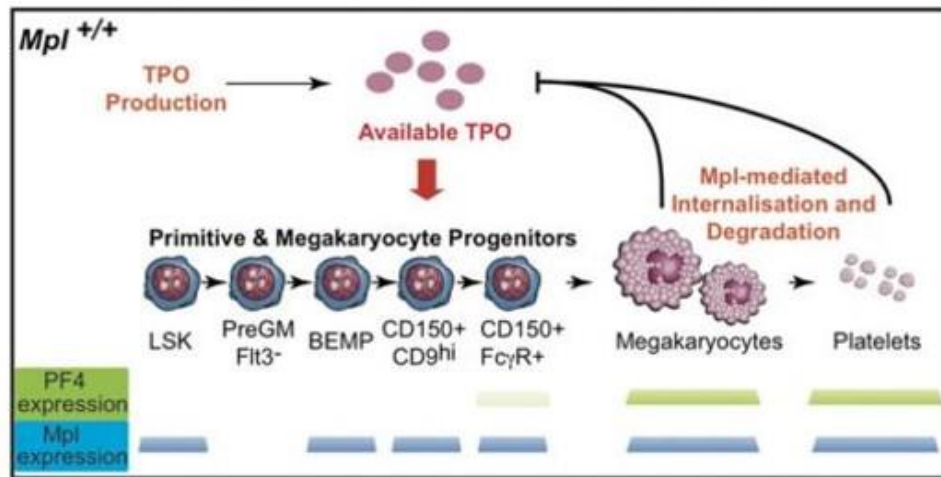 Mpl +/+
TPO
Production
Available TPO
Mpl-mediated
Internalisation and
Degradation
Primitive & Megakaryocyte Progenitors
LSK
PreGM
Flt3-
BEMP
CD150+
CD9hi
CD150+
FcγR+
Megakaryocytes
Platelets
PF4
expression
Mpl
expression